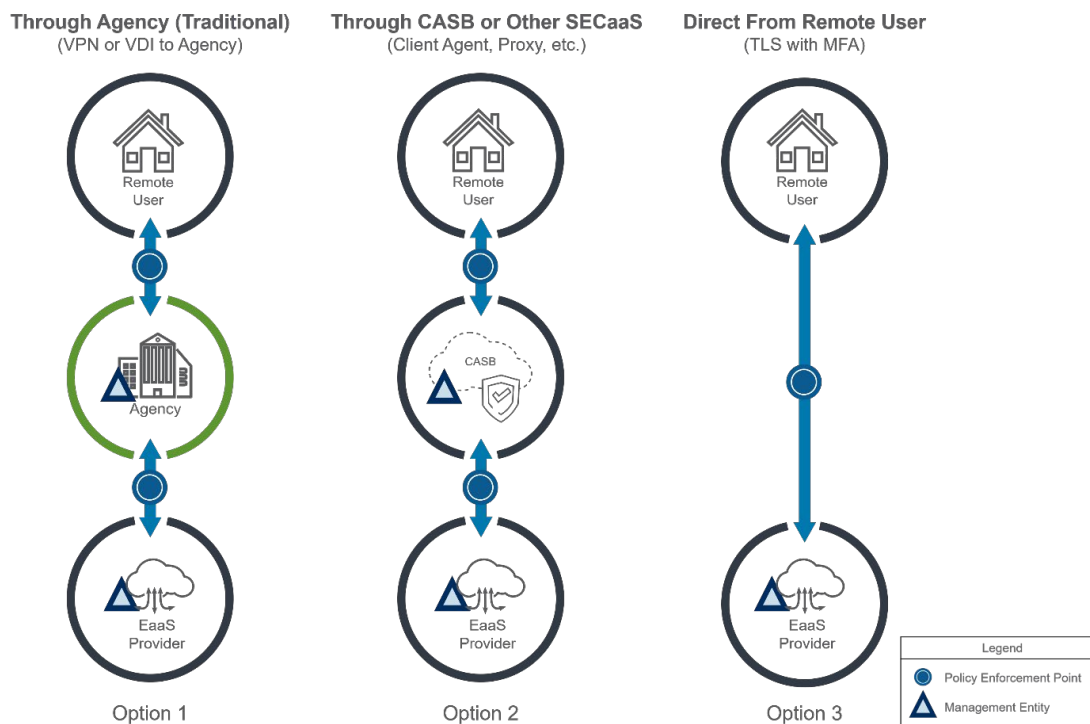 Through Agency (Traditional)
(VPN or VDI to Agency)
Through CASB or Other SECaaS
(Client Agent, Proxy, etc.)
Direct From Remote User
(TLS with MFA)
Remote
User
Remote
User
Remote
User
Agency
CASB
EaaS
Provider
EaaS
Provider
EaaS
Provider
Option 1
Option 2
Option 3
Legend
Policy Enforcement Point
Management Entity